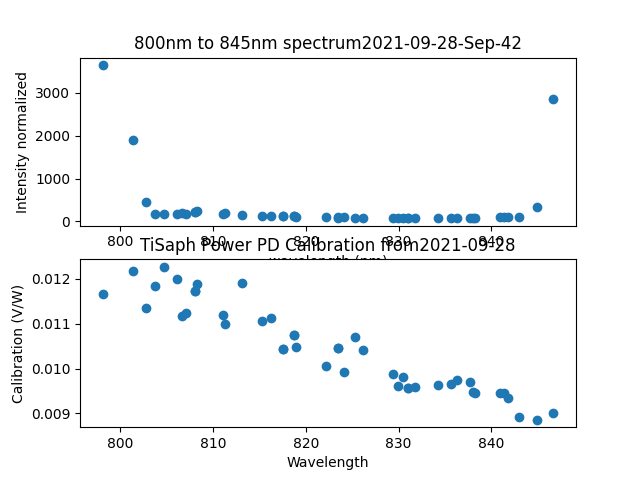 800nm to 845nm spectrum2021-09-28-Sep-42
Intensity normalized
3000
2000
1000
0
800 810 820 830 840
wavelength (nm)
TiSaph Power PD Calibration from2021-09-28
Calibration (V/W)
0.012
0.011
0.010
0.009
800 810 820 830 840
Wavelength